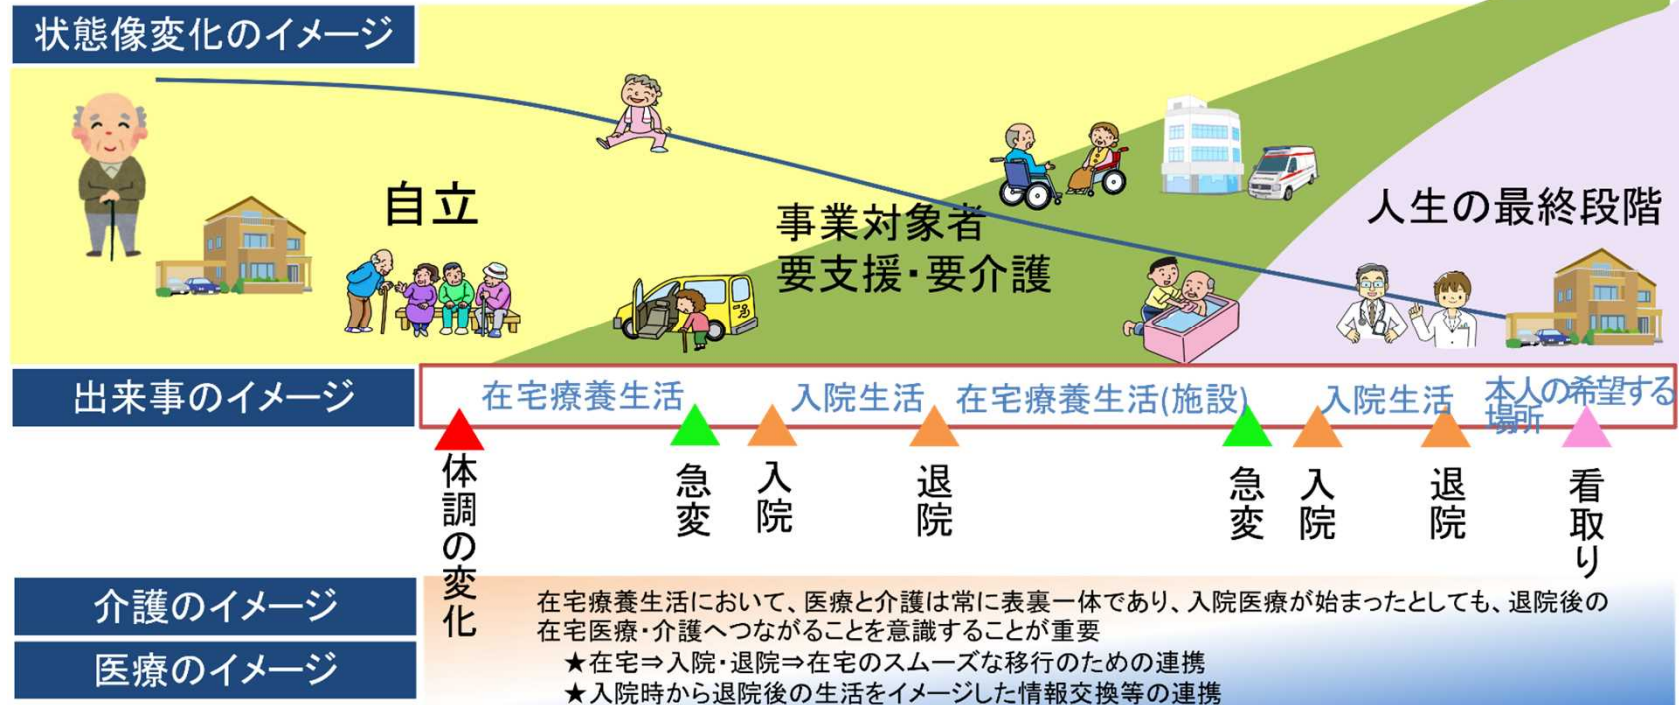 状態像変化のイメージ
自立
事業対象者
要支援・要介護
人生の最終段階
出来事のイメージ
在宅療養生活
入院生活
在宅療養生活(施設)
入院生活
本人の希望する
場所
体調の変化
急変
入院
退院
急変
入院
退院
看取り
介護のイメージ
医療のイメージ
在宅療養生活において、医療と介護は常に表裏一体であり、入院医療が始まったとしても、退院後の
在宅医療・介護へつながることを意識することが重要
★在宅⇒入院・退院⇒在宅のスムーズな移行のための連携
★入院時から退院後の生活をイメージした情報交換等の連携